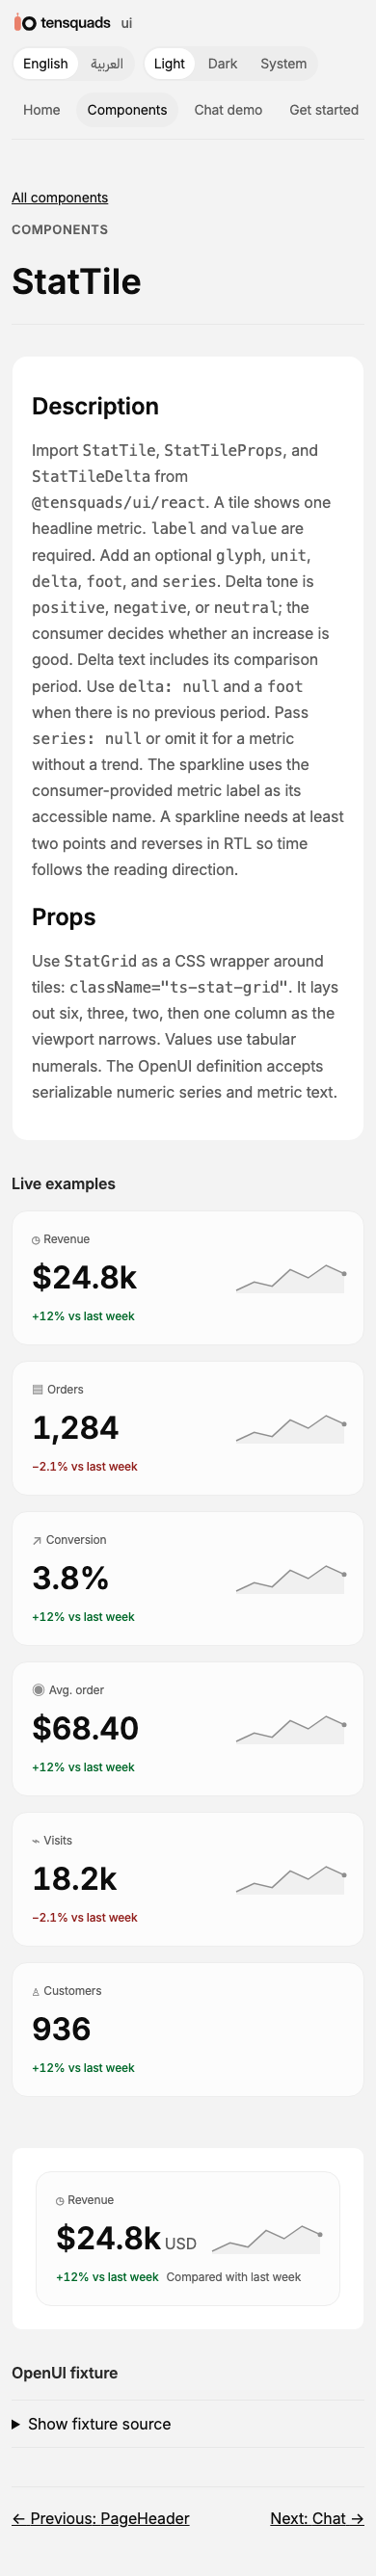 tensquads ui
English العربية Light Dark System
Home Components Chat demo Get started
All components
COMPONENTS
StatTile
Description
Import StatTile, StatTileProps, and
StatTileDelta from
@tensquads/ui/react. A tile shows one
headline metric. label and value are
required. Add an optional glyph, unit,
delta, foot, and series. Delta tone is
positive, negative, or neutral; the
consumer decides whether an increase is
good. Delta text includes its comparison
period. Use delta: null and a foot
when there is no previous period. Pass
series: null or omit it for a metric
without a trend. The sparkline uses the
consumer-provided metric label as its
accessible name. A sparkline needs at least
two points and reverses in RTL so time
follows the reading direction.
Props
Use StatGrid as a CSS wrapper around
tiles: className="ts-stat-grid". It lays
out six, three, two, then one column as the
viewport narrows. Values use tabular
numerals. The OpenUI definition accepts
serializable numeric series and metric text.
Live examples
◷ Revenue
$24.8k
+12% vs last week
▤ Orders
1,284
−2.1% vs last week
↗ Conversion
3.8%
+12% vs last week
◉ Avg. order
$68.40
+12% vs last week
⌁ Visits
18.2k
−2.1% vs last week
♙ Customers
936
+12% vs last week
◷ Revenue
$24.8k USD
+12% vs last week Compared with last week
OpenUI fixture
▶ Show fixture source
← Previous: PageHeader Next: Chat →